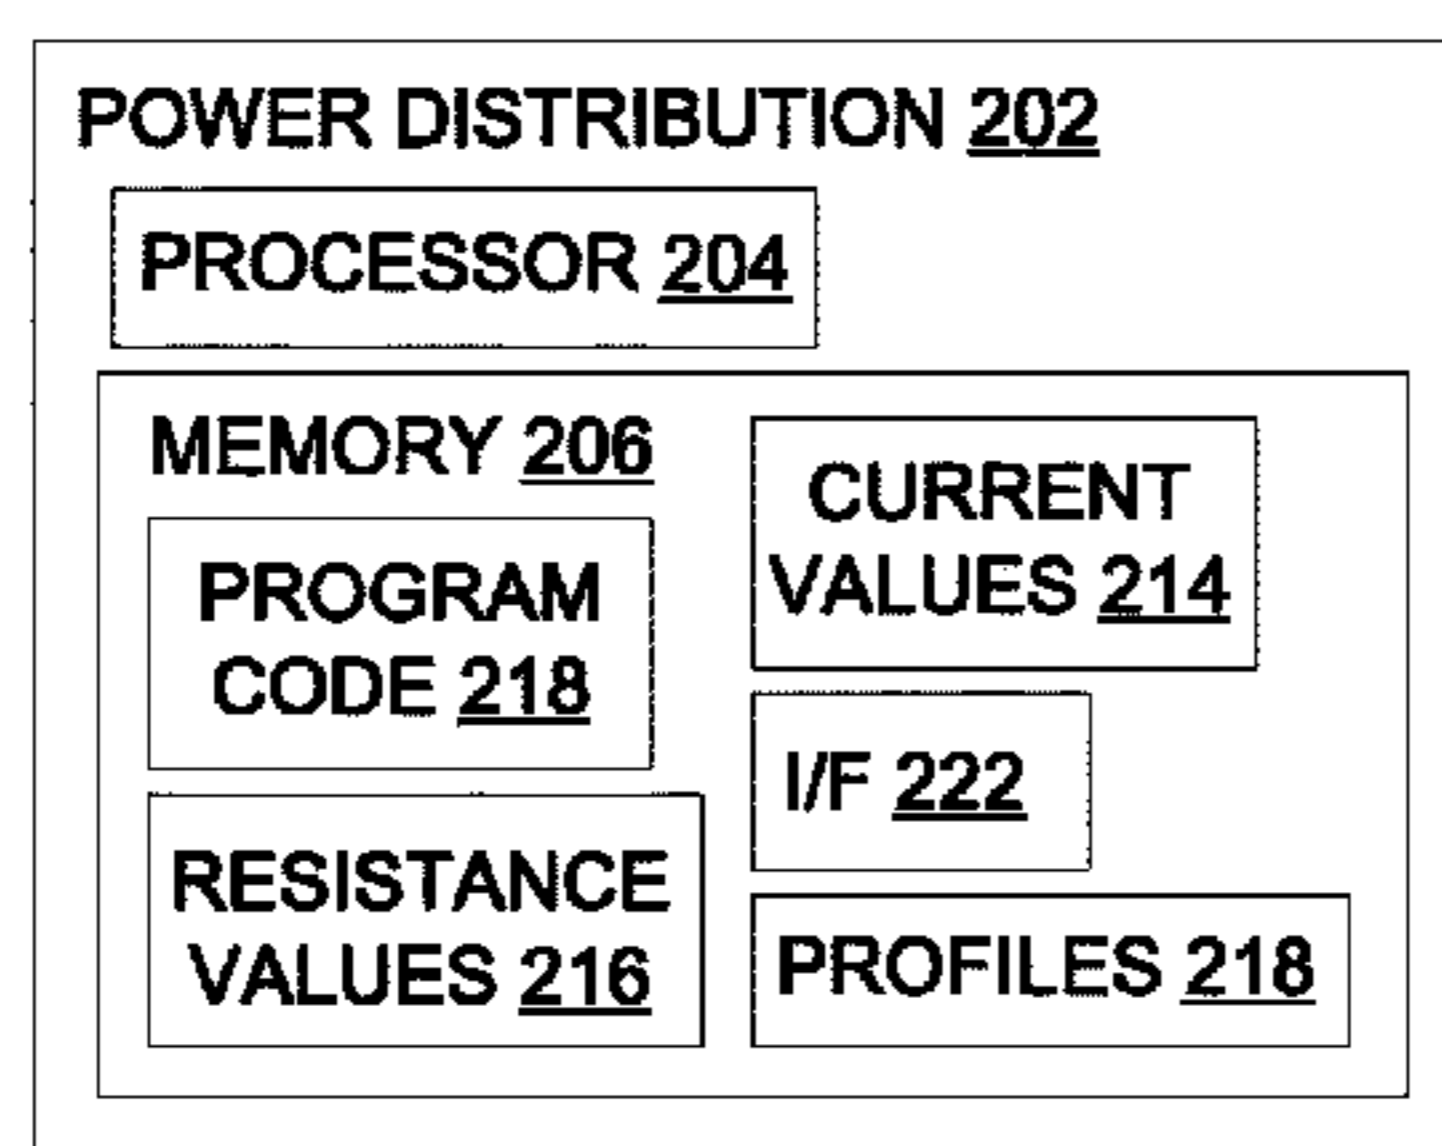 POWER DISTRIBUTION 202
PROCESSOR 204
MEMORY 206
PROGRAM
CODE 218
RESISTANCE
VALUES 216
CURRENT
VALUES 214
I/F 222
PROFILES 218